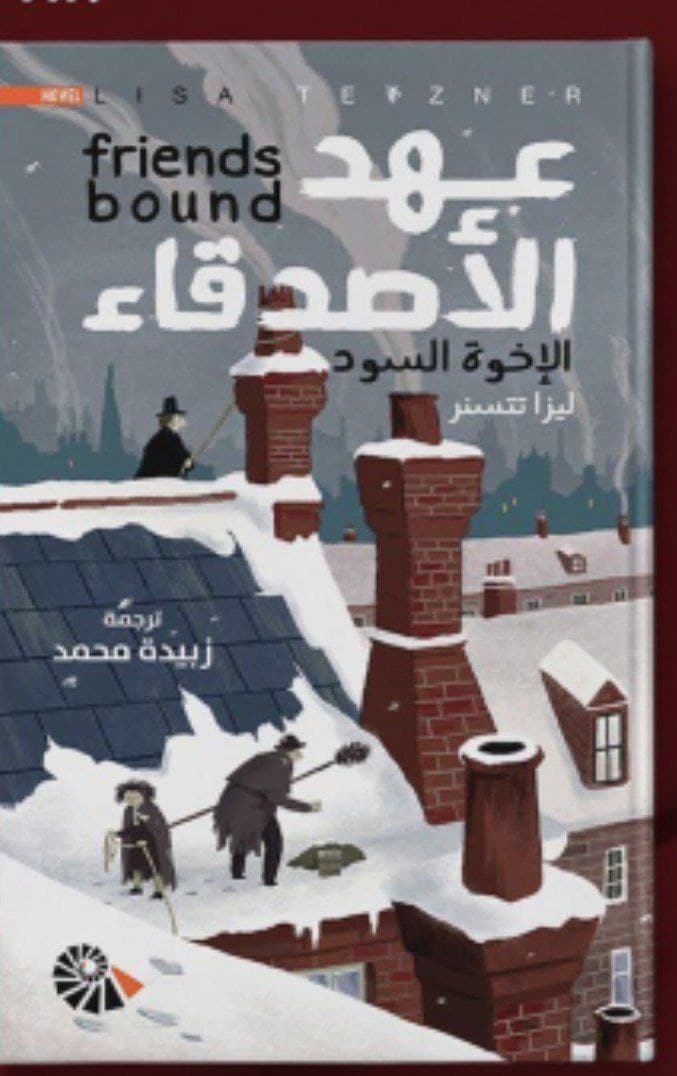 NOVEL
LISA TETZNER
عهد
friends
bound
الأصدقاء
الإخوة السود
ليزا تتسنر
ترجمة
زبيدة محمد